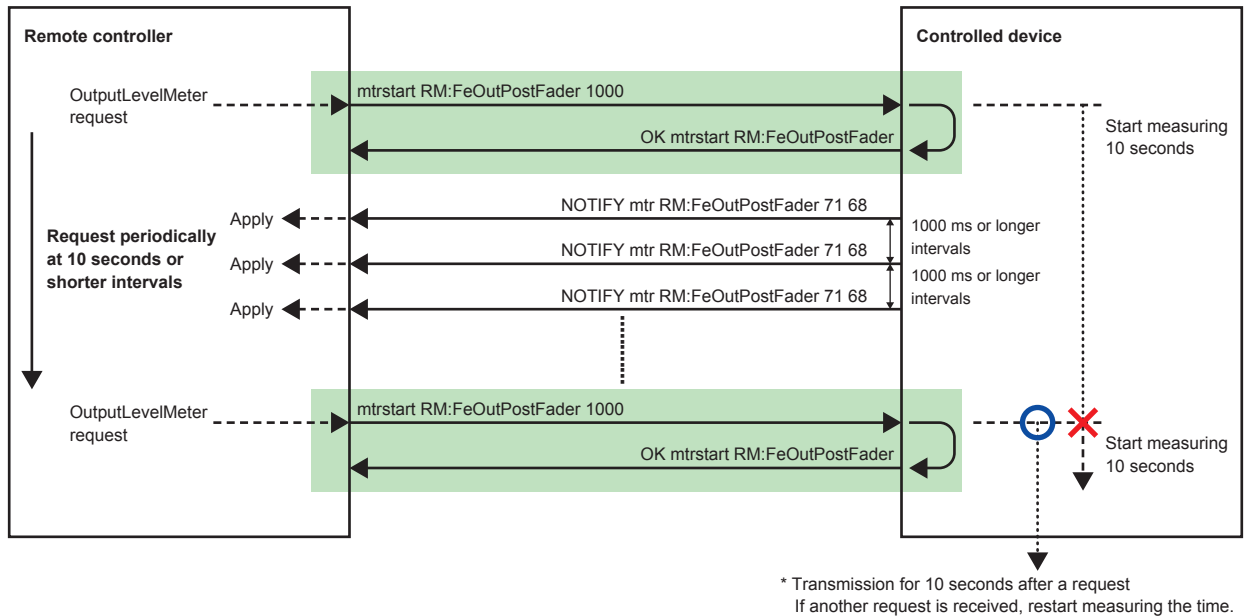 Remote controller
Controlled device
OutputLevelMeter
request
mtrstart RM:FeOutPostFader 1000
OK mtrstart RM:FeOutPostFader
Start measuring
10 seconds
Request periodically
at 10 seconds or
shorter intervals
Apply
NOTIFY mtr RM:FeOutPostFader 71 68
1000 ms or longer
intervals
Apply
NOTIFY mtr RM:FeOutPostFader 71 68
1000 ms or longer
intervals
Apply
NOTIFY mtr RM:FeOutPostFader 71 68
OutputLevelMeter
request
mtrstart RM:FeOutPostFader 1000
OK mtrstart RM:FeOutPostFader
Start measuring
10 seconds
* Transmission for 10 seconds after a request
If another request is received, restart measuring the time.